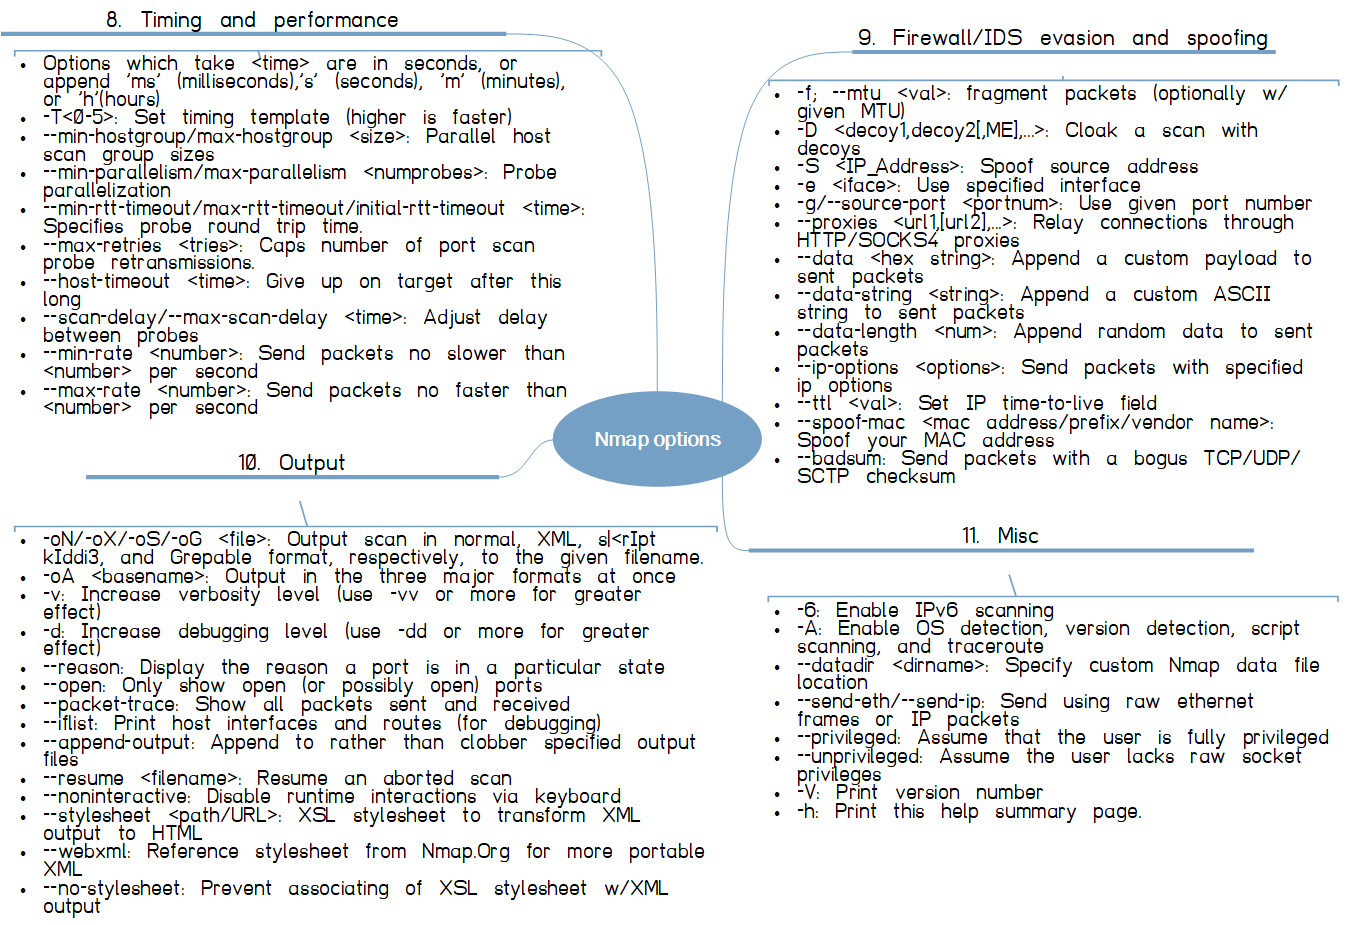 8. Timing and performance
• Options which take <time> are in seconds, or
append 'ms' (milliseconds),'s' (seconds), 'm' (minutes),
or 'h'(hours)
• -T<0-5>: Set timing template (higher is faster)
• --min-hostgroup/max-hostgroup <size>: Parallel host
scan group sizes
• --min-parallelism/max-parallelism <numprobes>: Probe
parallelization
• --min-rtt-timeout/max-rtt-timeout/initial-rtt-timeout <time>:
Specifies probe round trip time.
• --max-retries <tries>: Caps number of port scan
probe retransmissions.
• --host-timeout <time>: Give up on target after this
long
• --scan-delay/--max-scan-delay <time>: Adjust delay
between probes
• --min-rate <number>: Send packets no slower than
<number> per second
• --max-rate <number>: Send packets no faster than
<number> per second
9. Firewall/IDS evasion and spoofing
• -f; --mtu <val>: fragment packets (optionally w/
given MTU)
• -D <decoy1,decoy2[,ME],...>: Cloak a scan with
decoys
• -S <IP_Address>: Spoof source address
• -e <iface>: Use specified interface
• -g/--source-port <portnum>: Use given port number
• --proxies <url1,[url2],...>: Relay connections through
HTTP/SOCKS4 proxies
• --data <hex string>: Append a custom payload to
sent packets
• --data-string <string>: Append a custom ASCII
string to sent packets
• --data-length <num>: Append random data to sent
packets
• --ip-options <options>: Send packets with specified
ip options
• --ttl <val>: Set IP time-to-live field
• --spoof-mac <mac address/prefix/vendor name>:
Spoof your MAC address
• --badsum: Send packets with a bogus TCP/UDP/
SCTP checksum
Nmap options
10. Output
• -oN/-oX/-oS/-oG <file>: Output scan in normal, XML, s|<rIpt
kIddi3, and Grepable format, respectively, to the given filename.
• -oA <basename>: Output in the three major formats at once
• -v: Increase verbosity level (use -vv or more for greater
effect)
• -d: Increase debugging level (use -dd or more for greater
effect)
• --reason: Display the reason a port is in a particular state
• --open: Only show open (or possibly open) ports
• --packet-trace: Show all packets sent and received
• --iflist: Print host interfaces and routes (for debugging)
• --append-output: Append to rather than clobber specified output
files
• --resume <filename>: Resume an aborted scan
• --noninteractive: Disable runtime interactions via keyboard
• --stylesheet <path/URL>: XSL stylesheet to transform XML
output to HTML
• --webxml: Reference stylesheet from Nmap.Org for more portable
XML
• --no-stylesheet: Prevent associating of XSL stylesheet w/XML
output
11. Misc
• -6: Enable IPv6 scanning
• -A: Enable OS detection, version detection, script
scanning, and traceroute
• --datadir <dirname>: Specify custom Nmap data file
location
• --send-eth/--send-ip: Send using raw ethernet
frames or IP packets
• --privileged: Assume that the user is fully privileged
• --unprivileged: Assume the user lacks raw socket
privileges
• -V: Print version number
• -h: Print this help summary page.